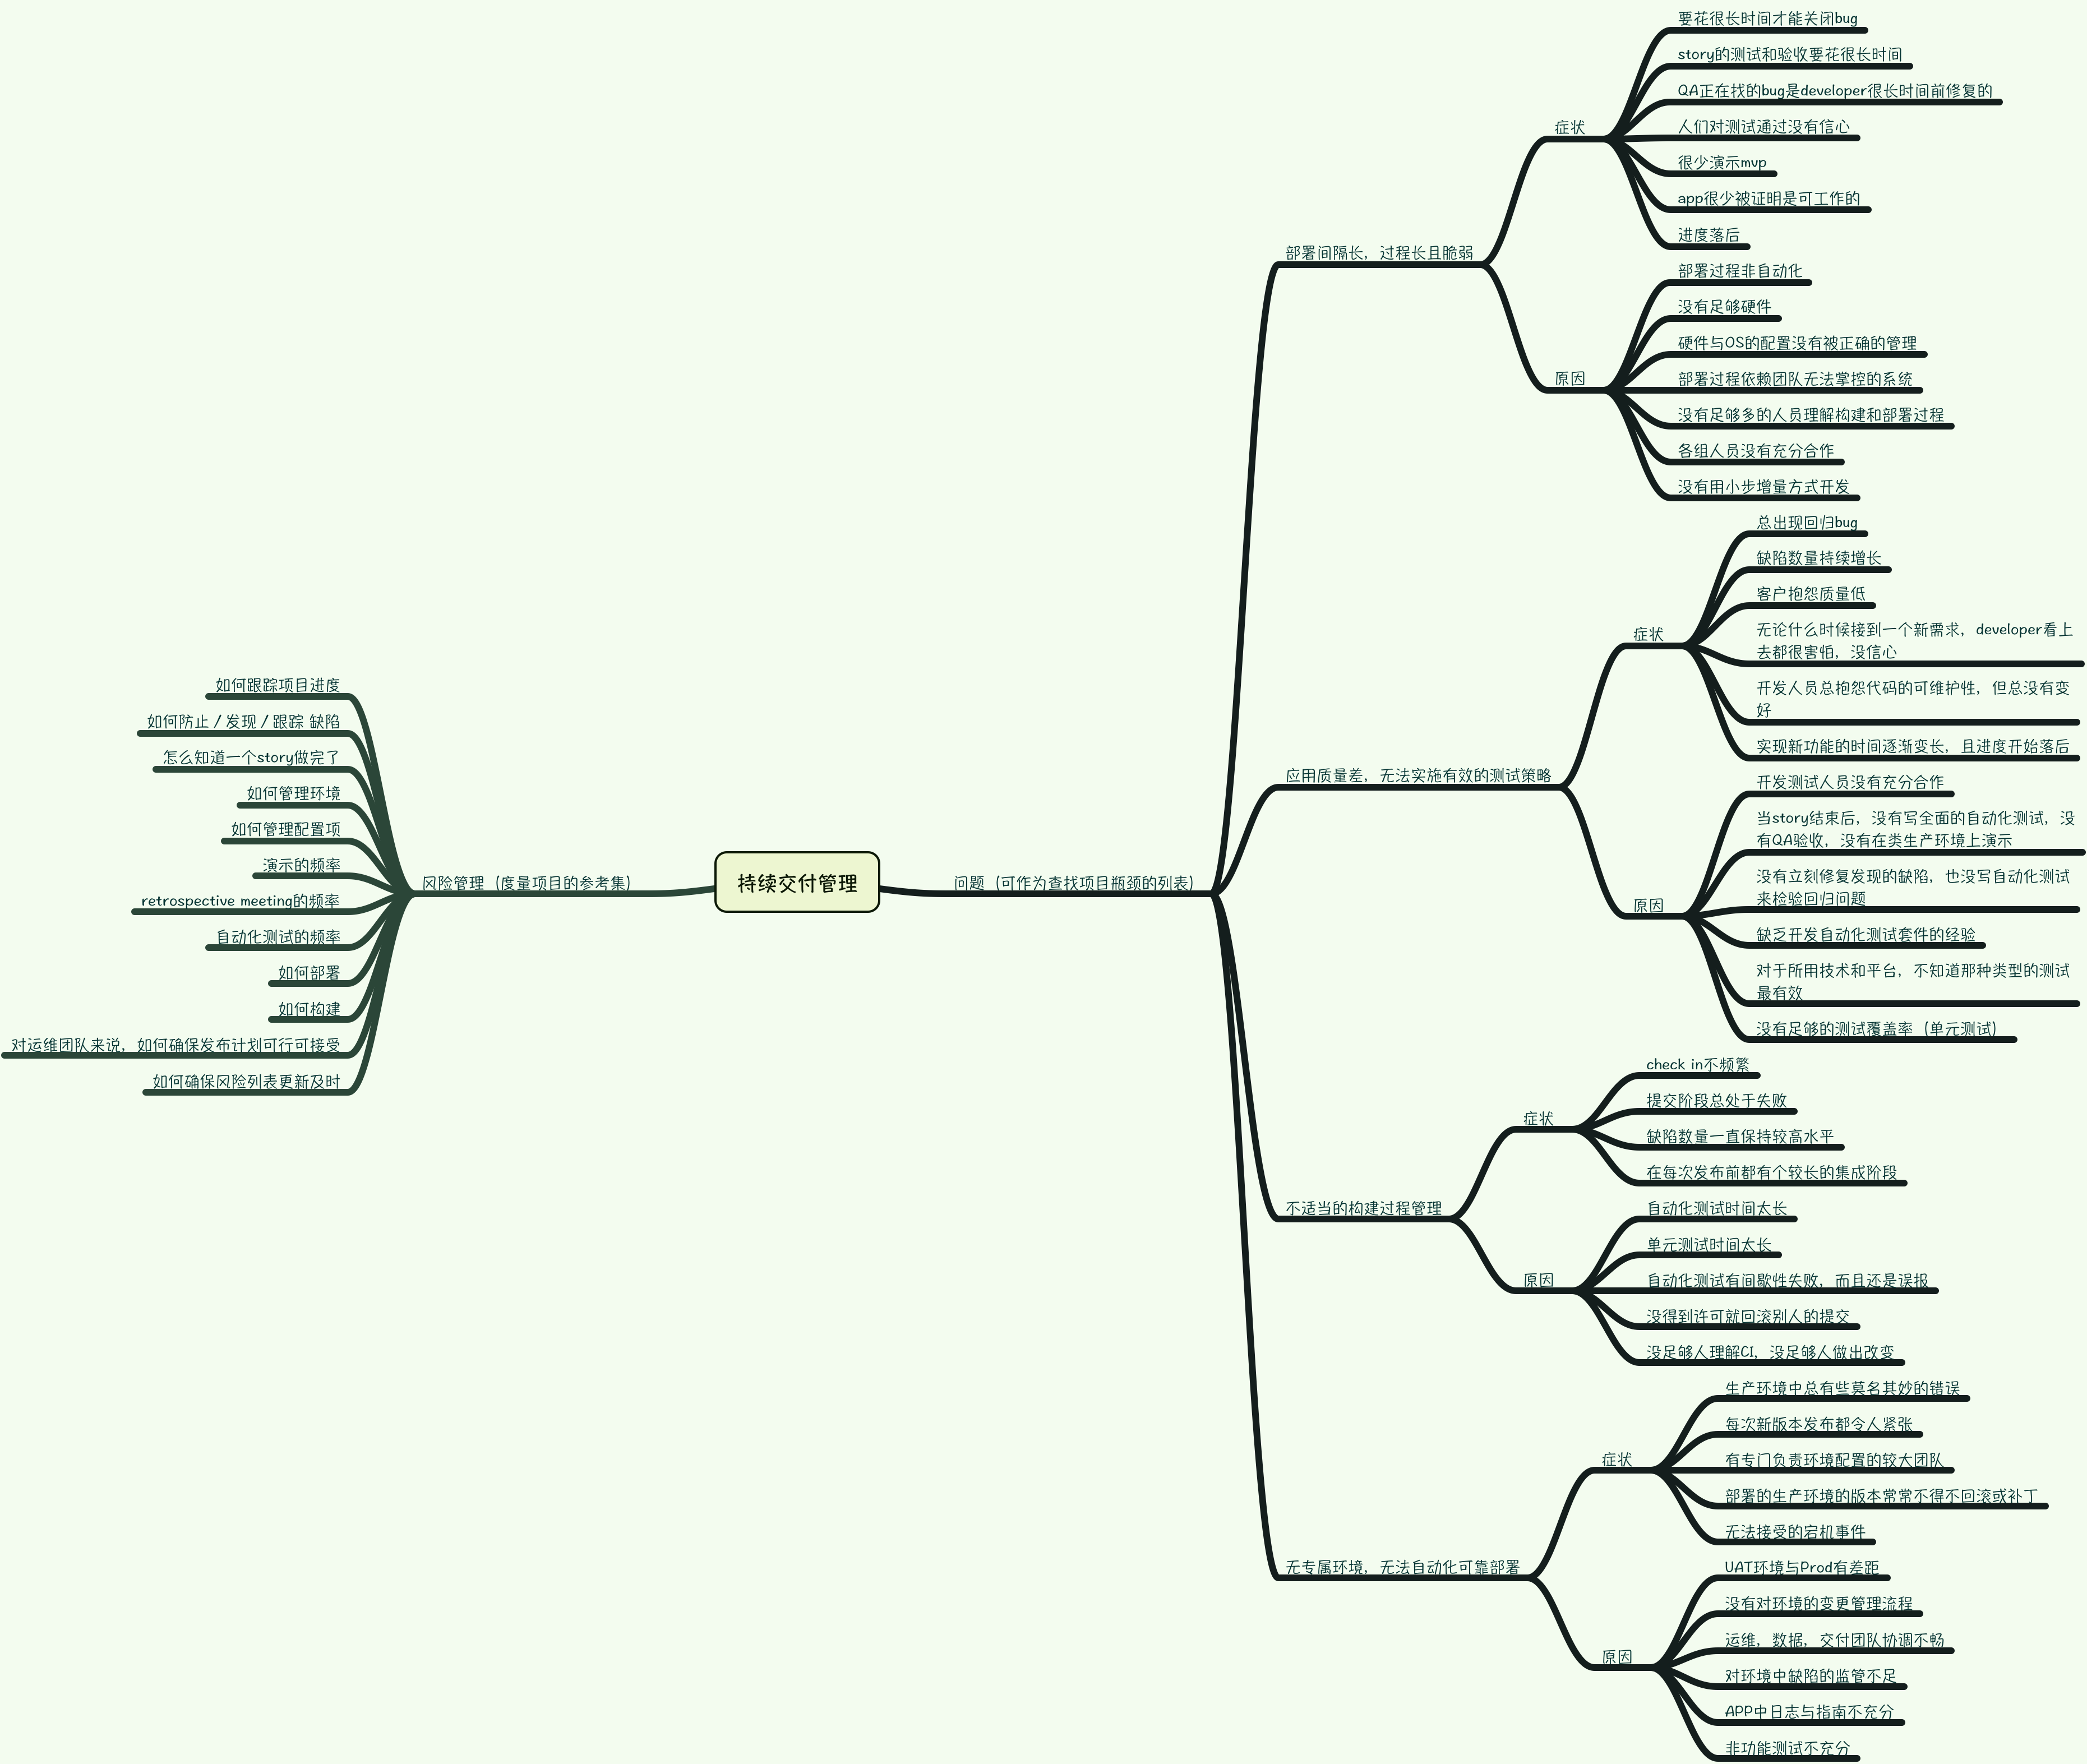 持续交付管理
风险管理（度量项目的参考集）
如何跟踪项目进度
如何防止 / 发现 / 跟踪 缺陷
怎么知道一个story做完了
如何管理环境
如何管理配置项
演示的频率
retrospective meeting的频率
自动化测试的频率
如何部署
如何构建
对运维团队来说，如何确保发布计划可行可接受
如何确保风险列表更新及时
问题（可作为查找项目瓶颈的列表）
部署间隔长，过程长且脆弱
症状
要花很长时间才能关闭bug
story的测试和验收要花很长时间
QA正在找的bug是developer很长时间前修复的
人们对测试通过没有信心
很少演示mvp
app很少被证明是可工作的
进度落后
原因
部署过程非自动化
没有足够硬件
硬件与OS的配置没有被正确的管理
部署过程依赖团队无法掌控的系统
没有足够多的人员理解构建和部署过程
各组人员没有充分合作
没有用小步增量方式开发
应用质量差，无法实施有效的测试策略
症状
总出现回归bug
缺陷数量持续增长
客户抱怨质量低
无论什么时候接到一个新需求，developer看上
去都很害怕，没信心
开发人员总抱怨代码的可维护性，但总没有变
好
实现新功能的时间逐渐变长，且进度开始落后
原因
开发测试人员没有充分合作
当story结束后，没有写全面的自动化测试，没
有QA验收，没有在类生产环境上演示
没有立刻修复发现的缺陷，也没写自动化测试
来检验回归问题
缺乏开发自动化测试套件的经验
对于所用技术和平台，不知道那种类型的测试
最有效
没有足够的测试覆盖率（单元测试）
不适当的构建过程管理
症状
check in不频繁
提交阶段总处于失败
缺陷数量一直保持较高水平
在每次发布前都有个较长的集成阶段
原因
自动化测试时间太长
单元测试时间太长
自动化测试有间歇性失败，而且还是误报
没得到许可就回滚别人的提交
没足够人理解CI，没足够人做出改变
无专属环境，无法自动化可靠部署
症状
生产环境中总有些莫名其妙的错误
每次新版本发布都令人紧张
有专门负责环境配置的较大团队
部署的生产环境的版本常常不得不回滚或补丁
无法接受的宕机事件
原因
UAT环境与Prod有差距
没有对环境的变更管理流程
运维，数据，交付团队协调不畅
对环境中缺陷的监管不足
APP中日志与指南不充分
非功能测试不充分